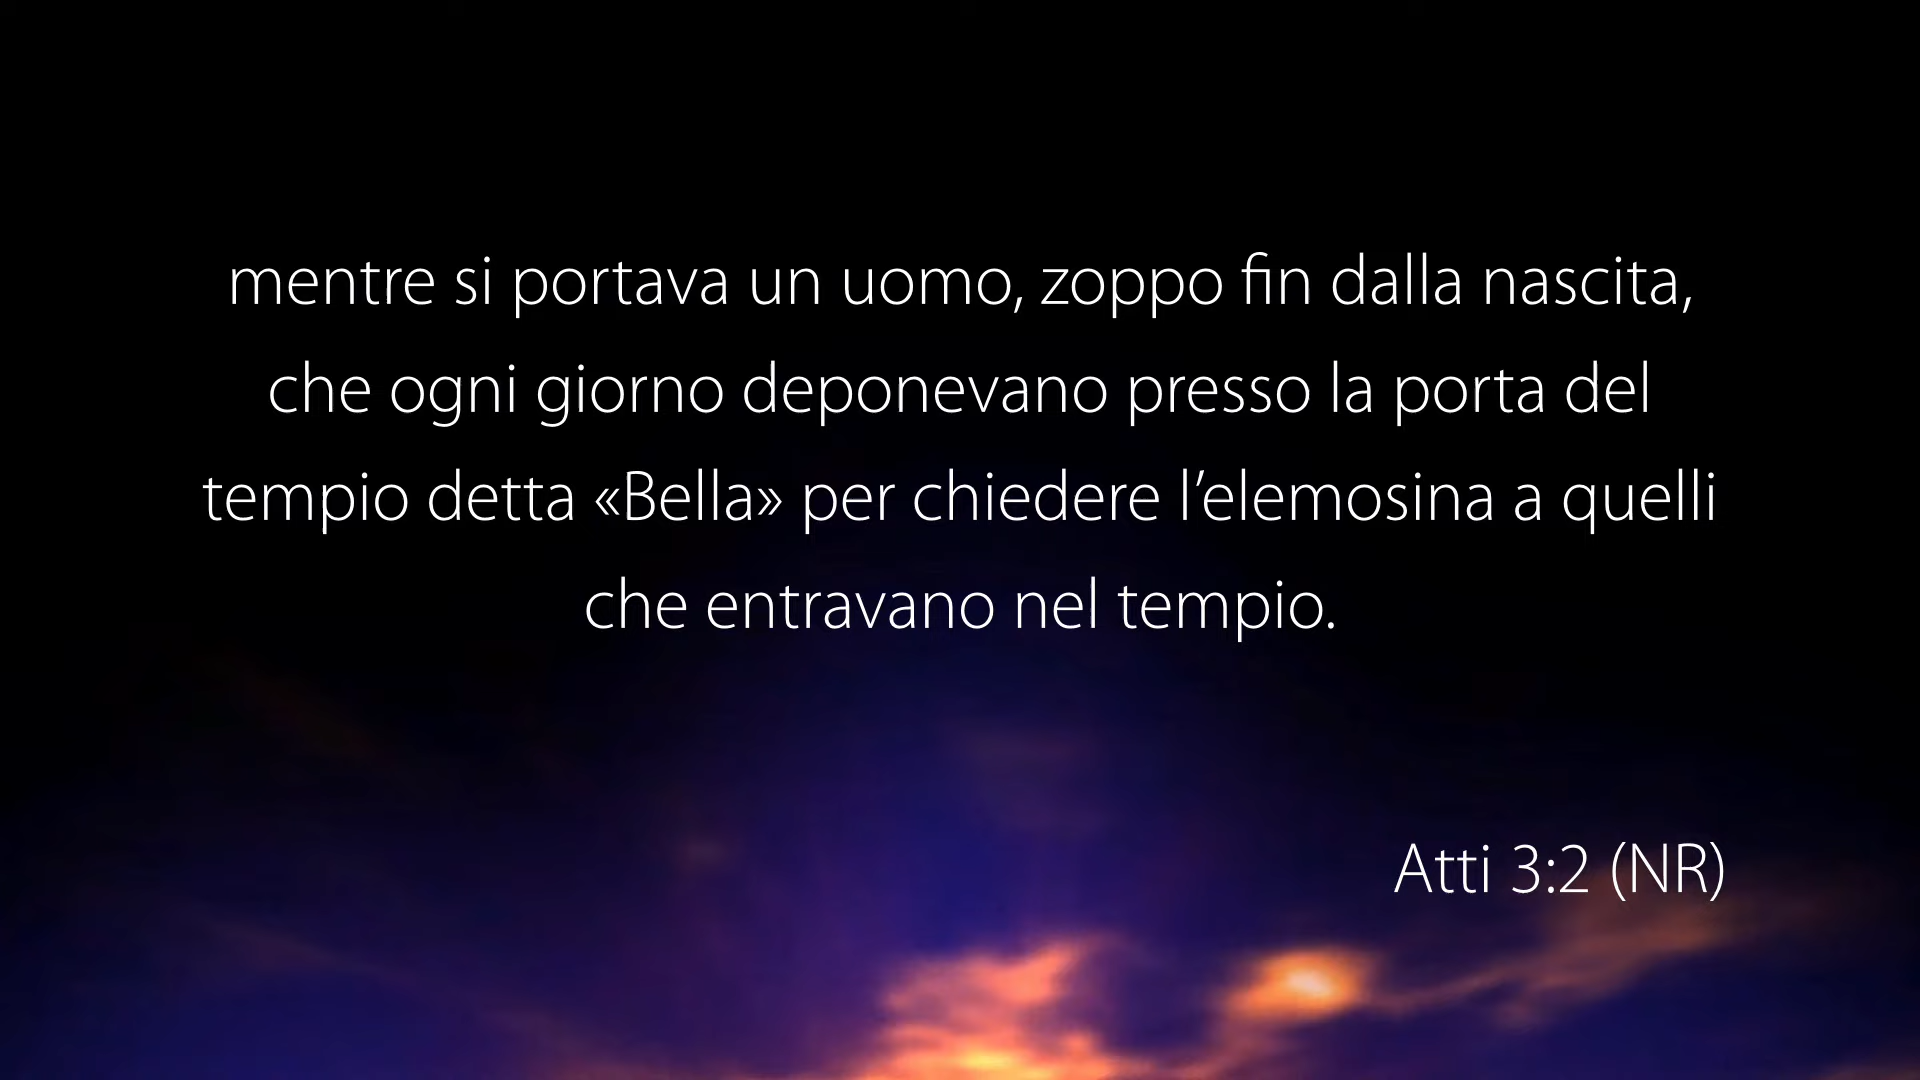 mentre si portava un uomo, zoppo fin dalla nascita,
che ogni giorno deponevano presso la porta del
tempio detta «Bella» per chiedere l’elemosina a quelli
che entravano nel tempio.
Atti 3:2 (NR)